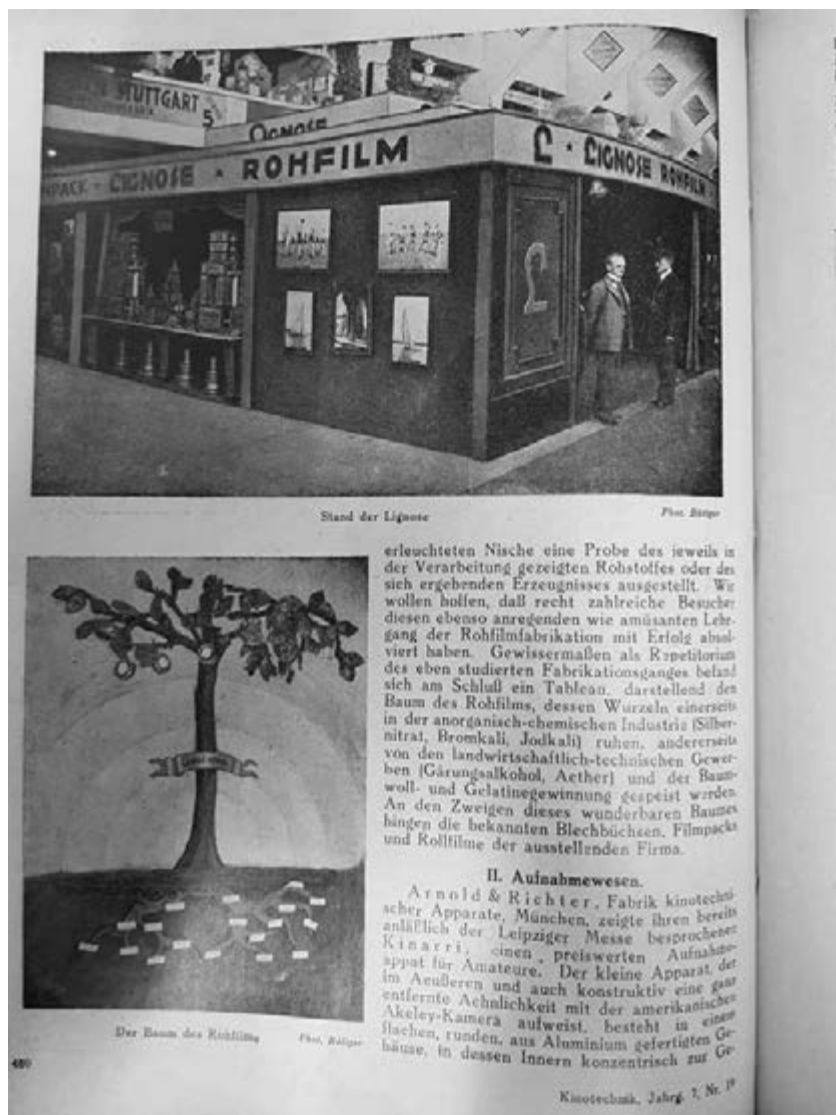 STUTTGART
5
LIGNOSE
NPACK · LIGNOSE · ROHFILM
£ · LIGNOSE ROHFILM
£
Stand der Lignose
Phot. Rüdiger
erleuchteten Nische eine Probe des jeweils in
der Verarbeitung gezeigten Rohstoffes oder des
sich ergebenden Erzeugnisses ausgestellt. Wir
wollen hoffen, daß recht zahlreiche Besucher
diesen ebenso anregenden wie amüsanten Lehr-
gang der Rohfilmfabrikation mit Erfolg absol-
viert haben. Gewissermaßen als Repetitorium
des eben studierten Fabrikationsganges befand
sich am Schluß ein Tableau, darstellend den
Baum des Rohfilms, dessen Wurzeln einerseits
in der anorganisch-chemischen Industrie (Silber-
nitrat, Bromkali, Jodkali) ruhen, andererseits
von den landwirtschaftlich-technischen Gewer-
ben (Gärungsalkohol, Aether) und der Baum-
woll- und Gelatinegewinnung gespeist werden.
An den Zweigen dieses wunderbaren Baumes
hingen die bekannten Blechbüchsen, Filmpacks
und Rollfilme der ausstellenden Firma.
II. Aufnahmewesen.
Arnold & Richter, Fabrik kinotechni-
scher Apparate, München, zeigte ihren bereits
anläßlich der Leipziger Messe besprochenen
Kinarri, einen preiswerten Aufnahme-
appat für Amateure. Der kleine Apparat, der
im Aeußeren und auch konstruktiv eine ganz
entfernte Aehnlichkeit mit der amerikanischen
Akeley-Kamera aufweist, besteht in einem
flachen, runden, aus Aluminium gefertigten Ge-
häuse, in dessen Innern konzentrisch zur Ge-
Der Baum des Rohfilms
Phot. Rüdiger
480
Kinotechnik, Jahrg. 7, Nr. 19